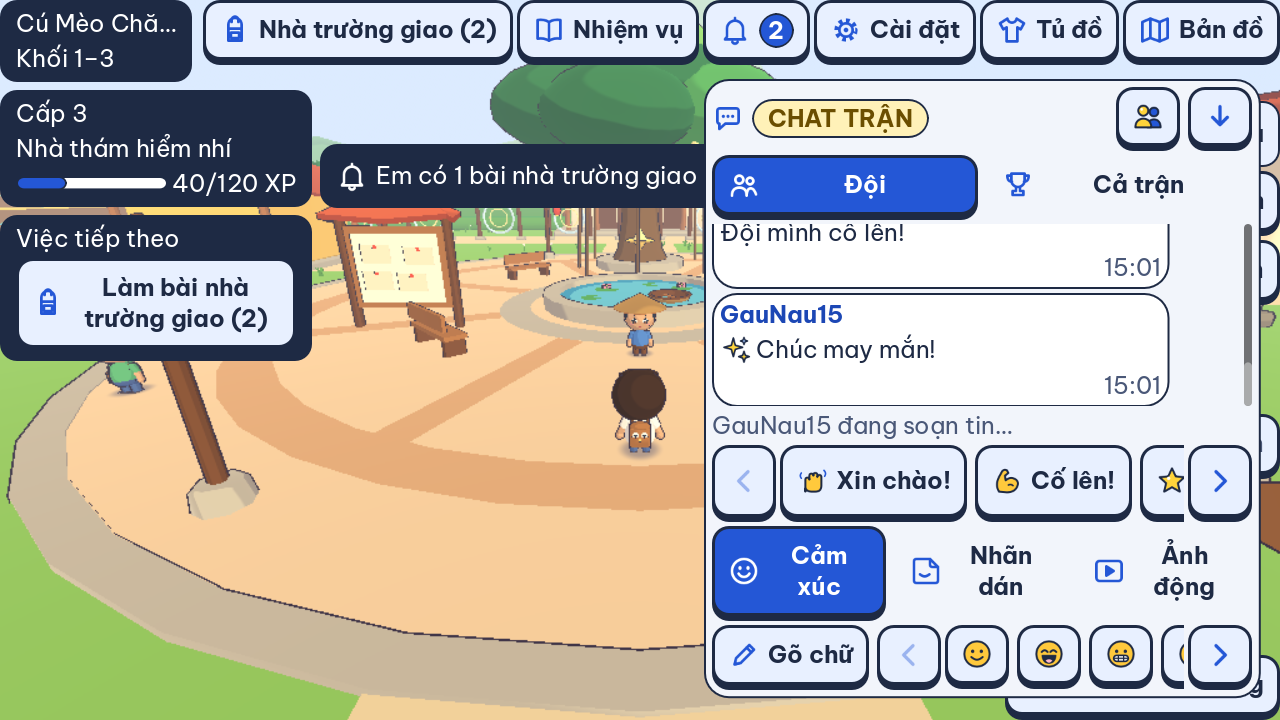 Cú Mèo Chă...
Khối 1–3
Nhà trường giao (2)
Nhiệm vụ
2
Cài đặt
Tủ đồ
Bản đồ
Cấp 3
Nhà thám hiểm nhí
40/120 XP
Em có 1 bài nhà trường giao
Việc tiếp theo
Làm bài nhà
trường giao (2)
CHAT TRẬN
Đội
Cả trận
Đội mình cố lên!
15:01
GauNau15
Chúc may mắn!
15:01
GauNau15 đang soạn tin...
Xin chào!
Cố lên!
Cảm
xúc
Nhãn
dán
Ảnh
động
Gõ chữ